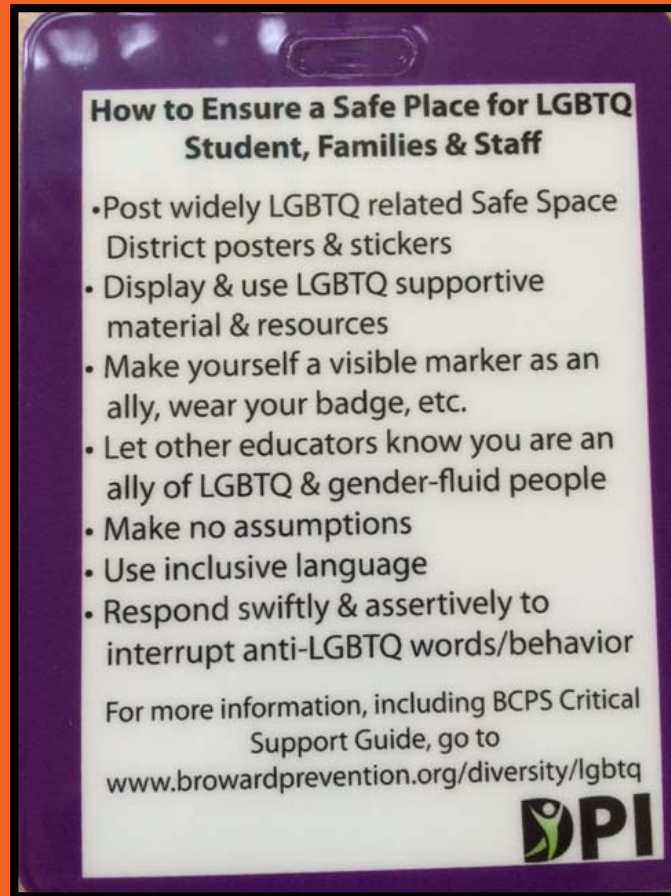 How to Ensure a Safe Place for LGBTQ
Student, Families & Staff
•Post widely LGBTQ related Safe Space
District posters & stickers
• Display & use LGBTQ supportive
material & resources
• Make yourself a visible marker as an
ally, wear your badge, etc.
• Let other educators know you are an
ally of LGBTQ & gender-fluid people
• Make no assumptions
• Use inclusive language
• Respond swiftly & assertively to
interrupt anti-LGBTQ words/behavior
For more information, including BCPS Critical
Support Guide, go to
www.browardprevention.org/diversity/lgbtq
DPI